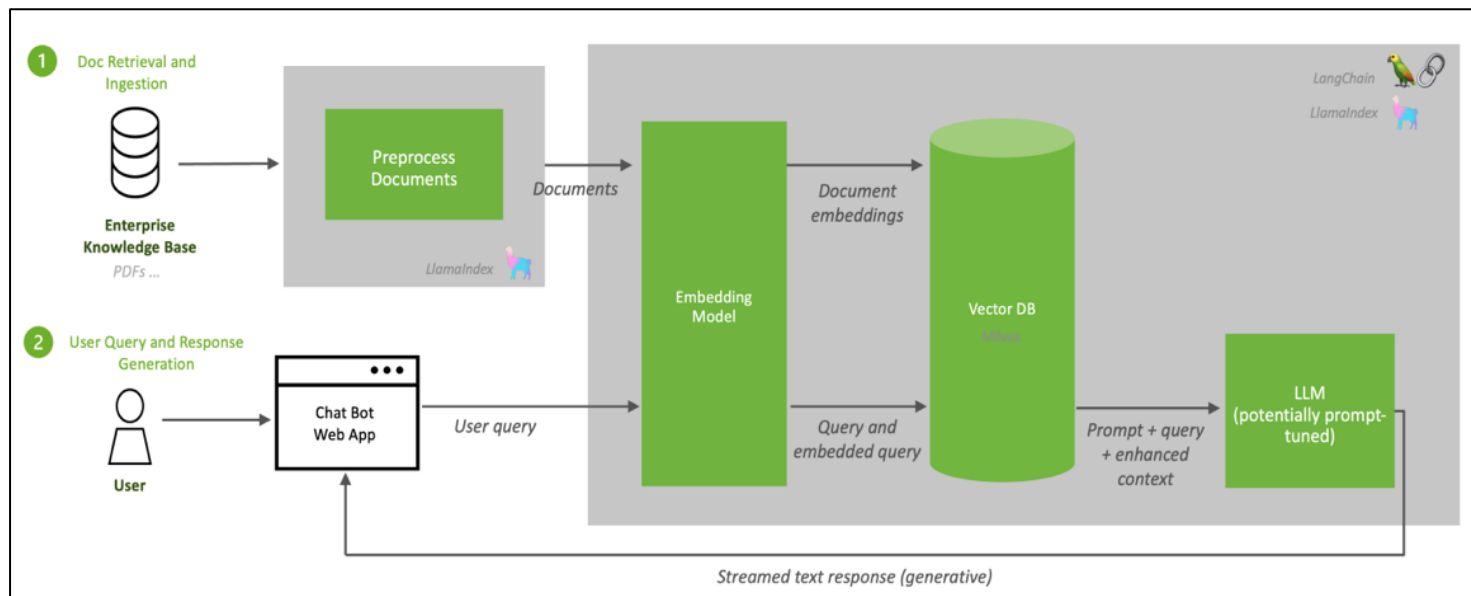 1
Doc Retrieval and
Ingestion
Enterprise
Knowledge Base
PDFs ...
Preprocess
Documents
LlamaIndex
Documents
LangChain
LlamaIndex
Embedding
Model
Document
embeddings
Vector DB
2
User Query and Response
Generation
User
Chat Bot
Web App
User query
Query and
embedded query
Prompt + query
+ enhanced
context
LLM
(potentially prompt-
tuned)
Streamed text response (generative)